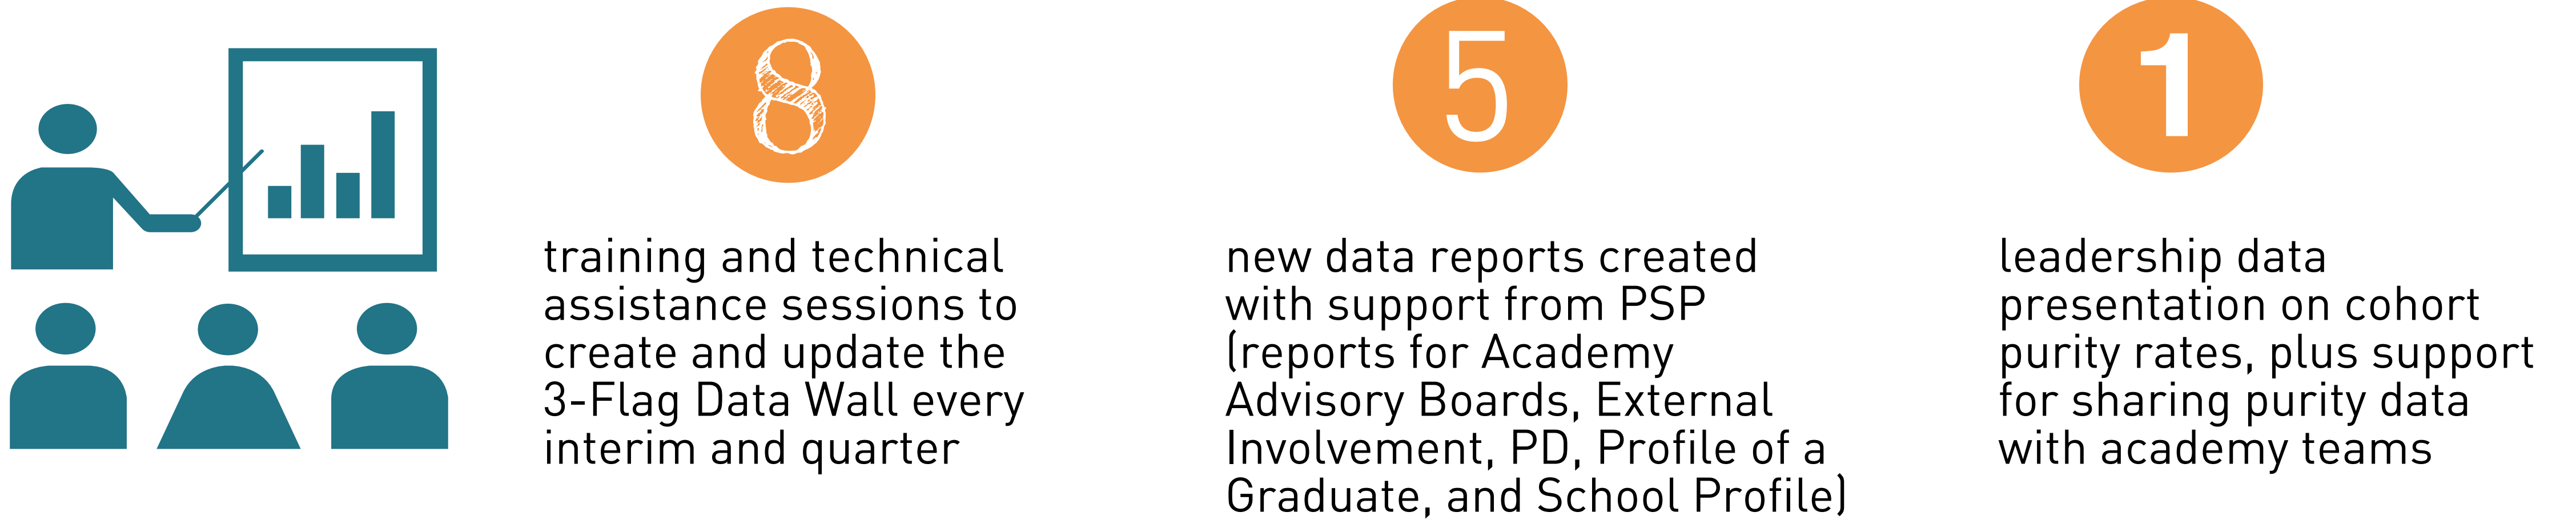 8
training and technical
assistance sessions to
create and update the
3-Flag Data Wall every
interim and quarter
5
new data reports created
with support from PSP
(reports for Academy
Advisory Boards, External
Involvement, PD, Profile of a
Graduate, and School Profile)
1
leadership data
presentation on cohort
purity rates, plus support
for sharing purity data
with academy teams